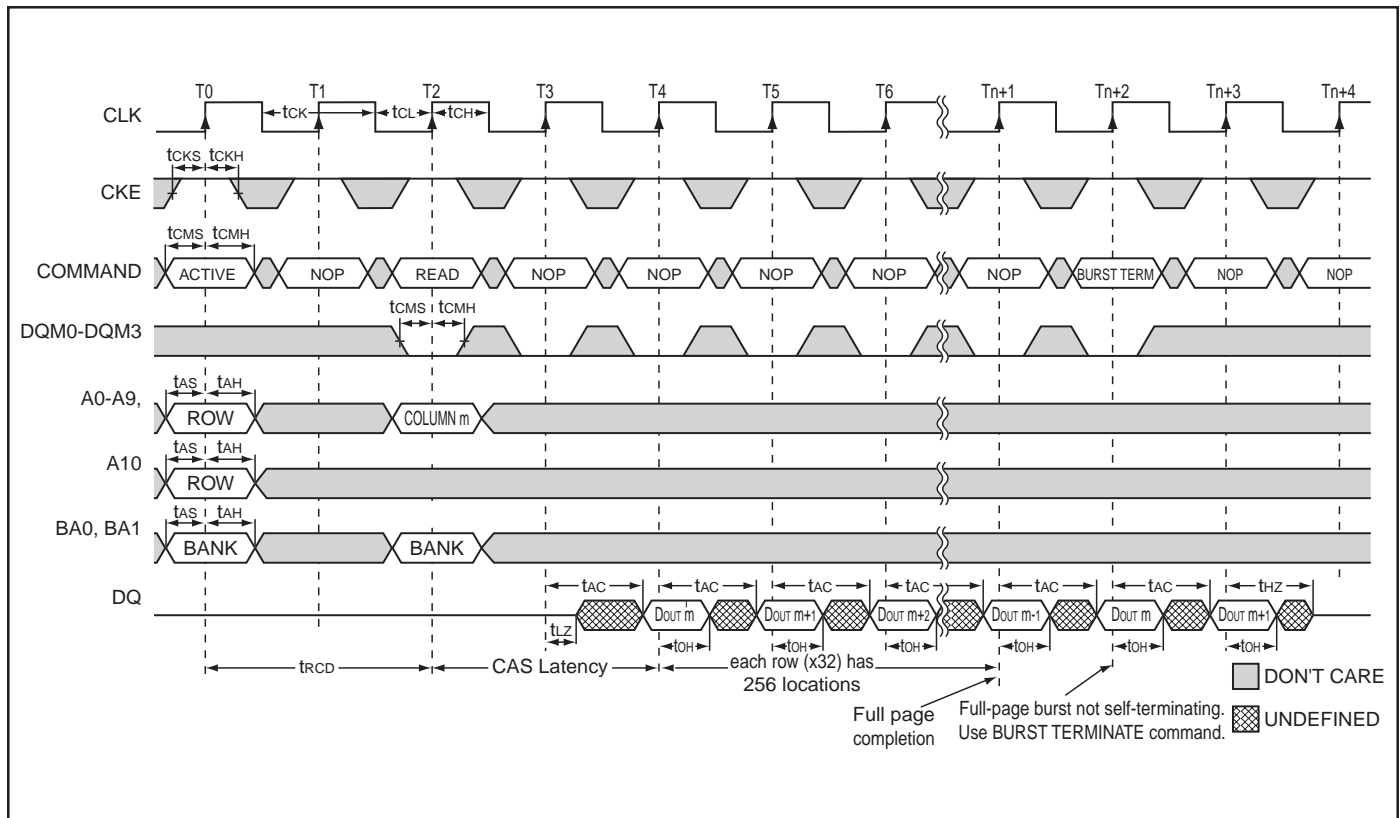 T0 T1 T2 T3 T4 T5 T6 Tn+1 Tn+2 Tn+3 Tn+4
CLK
tCK tCL tCH
tCKS tCKH
CKE
tCMS tCMH
COMMAND
ACTIVE NOP READ NOP NOP NOP NOP NOP BURST TERM NOP NOP
tCMS tCMH
DQM0-DQM3
tAS tAH
A0-A9,
ROW COLUMN m
tAS tAH
A10
ROW
tAS tAH
BA0, BA1
BANK BANK
tAC tAC tAC tAC tAC tAC tHZ
DQ
DOUT m DOUT m+1 DOUT m+2 DOUT m-1 DOUT m DOUT m+1
tLZ
tOH tOH tOH tOH tOH tOH
tRCD CAS Latency each row (x32) has
256 locations
DON'T CARE
Full page
completion
Full-page burst not self-terminating.
Use BURST TERMINATE command.
UNDEFINED